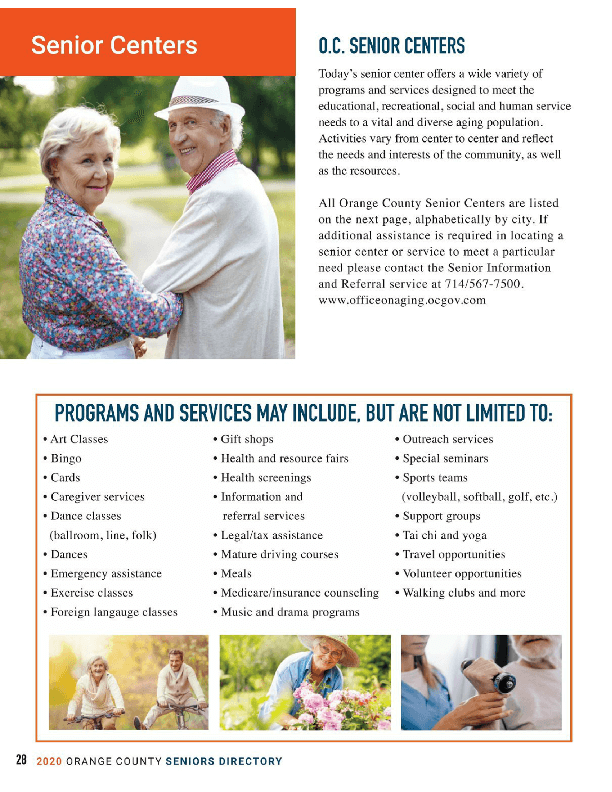 Senior Centers
O.C. SENIOR CENTERS
Today's senior center offers a wide variety of
programs and services designed to meet the
educational, recreational, social and human service
needs to a vital and diverse aging population.
Activities vary from center to center and reflect
the needs and interests of the community, as well
as the resources.
All Orange County Senior Centers are listed
on the next page, alphabetically by city. If
additional assistance is required in locating a
senior center or service to meet a particular
need please contact the Senior Information
and Referral service at 714/567-7500.
www.officeonaging.ocgov.com
PROGRAMS AND SERVICES MAY INCLUDE, BUT ARE NOT LIMITED TO:
• Art Classes
• Bingo
• Cards
• Caregiver services
• Dance classes
(ballroom, line, folk)
• Dances
• Emergency assistance
• Exercise classes
• Foreign langauge classes
• Gift shops
• Health and resource fairs
• Health screenings
• Information and
referral services
• Legal/tax assistance
• Mature driving courses
• Meals
• Medicare/insurance counseling
• Music and drama programs
• Outreach services
• Special seminars
• Sports teams
(volleyball, softball, golf, etc.)
• Support groups
• Tai chi and yoga
• Travel opportunities
• Volunteer opportunities
• Walking clubs and more
28 2020 ORANGE COUNTY SENIORS DIRECTORY